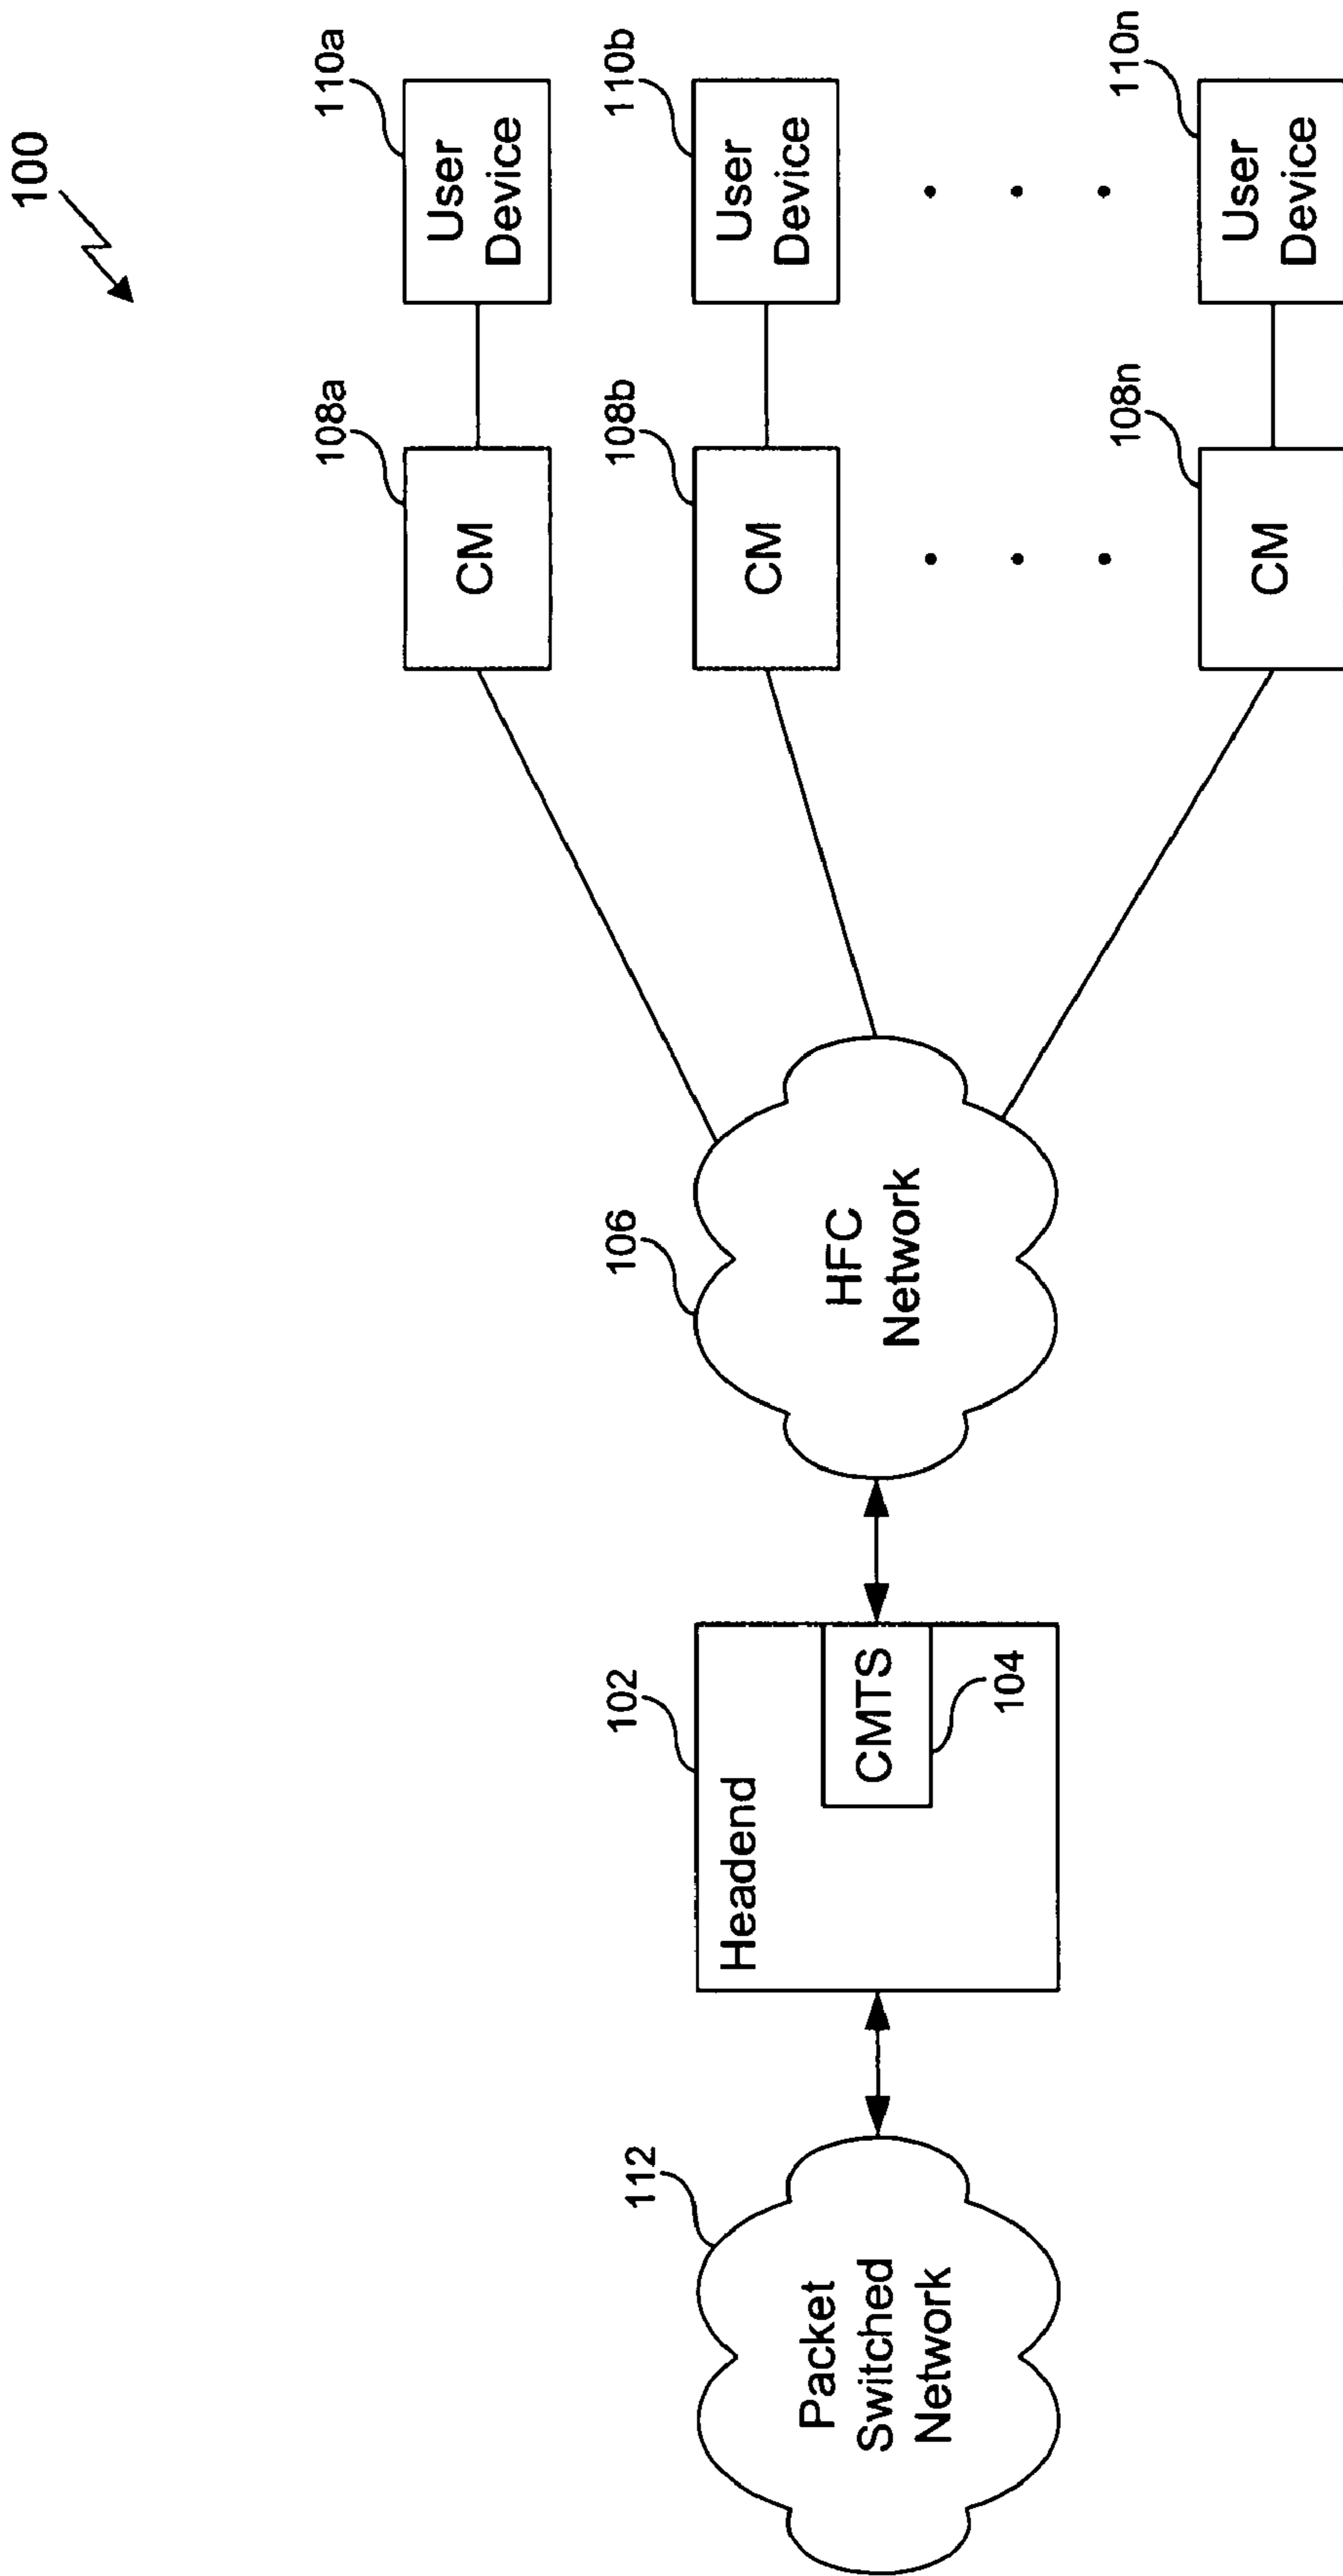 100
108a
110a
CM
User
Device
108b
110b
CM
User
Device
112
102
106
Packet
Switched
Network
Headend
CMTS
104
HFC
Network
108n
110n
CM
User
Device